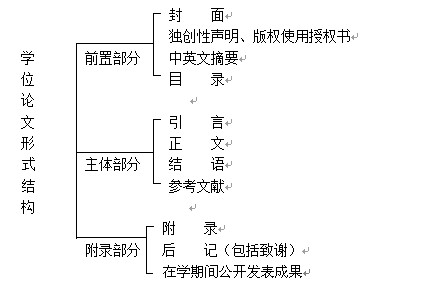 学位论文形式结构
前置部分
封 面
独创性声明、版权使用授权书
中英文摘要
目 录
主体部分
引 言
正 文
结 语
参考文献
附录部分
附 录
后 记（包括致谢）
在学期间公开发表成果